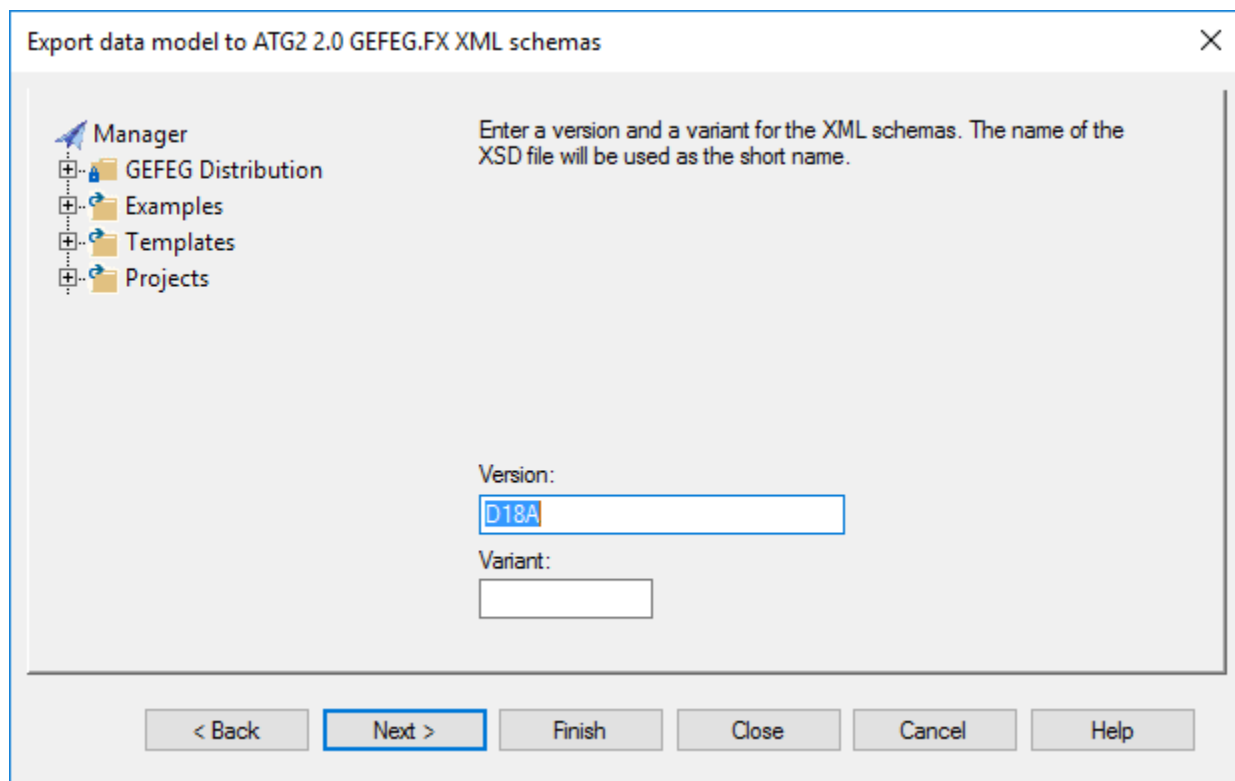 Export data model to ATG2 2.0 GEFEG.FX XML schemas
Manager
GEFEG Distribution
Examples
Templates
Projects
Enter a version and a variant for the XML schemas. The name of the
XSD file will be used as the short name.
Version:
D18A
Variant:
< Back Next > Finish Close Cancel Help